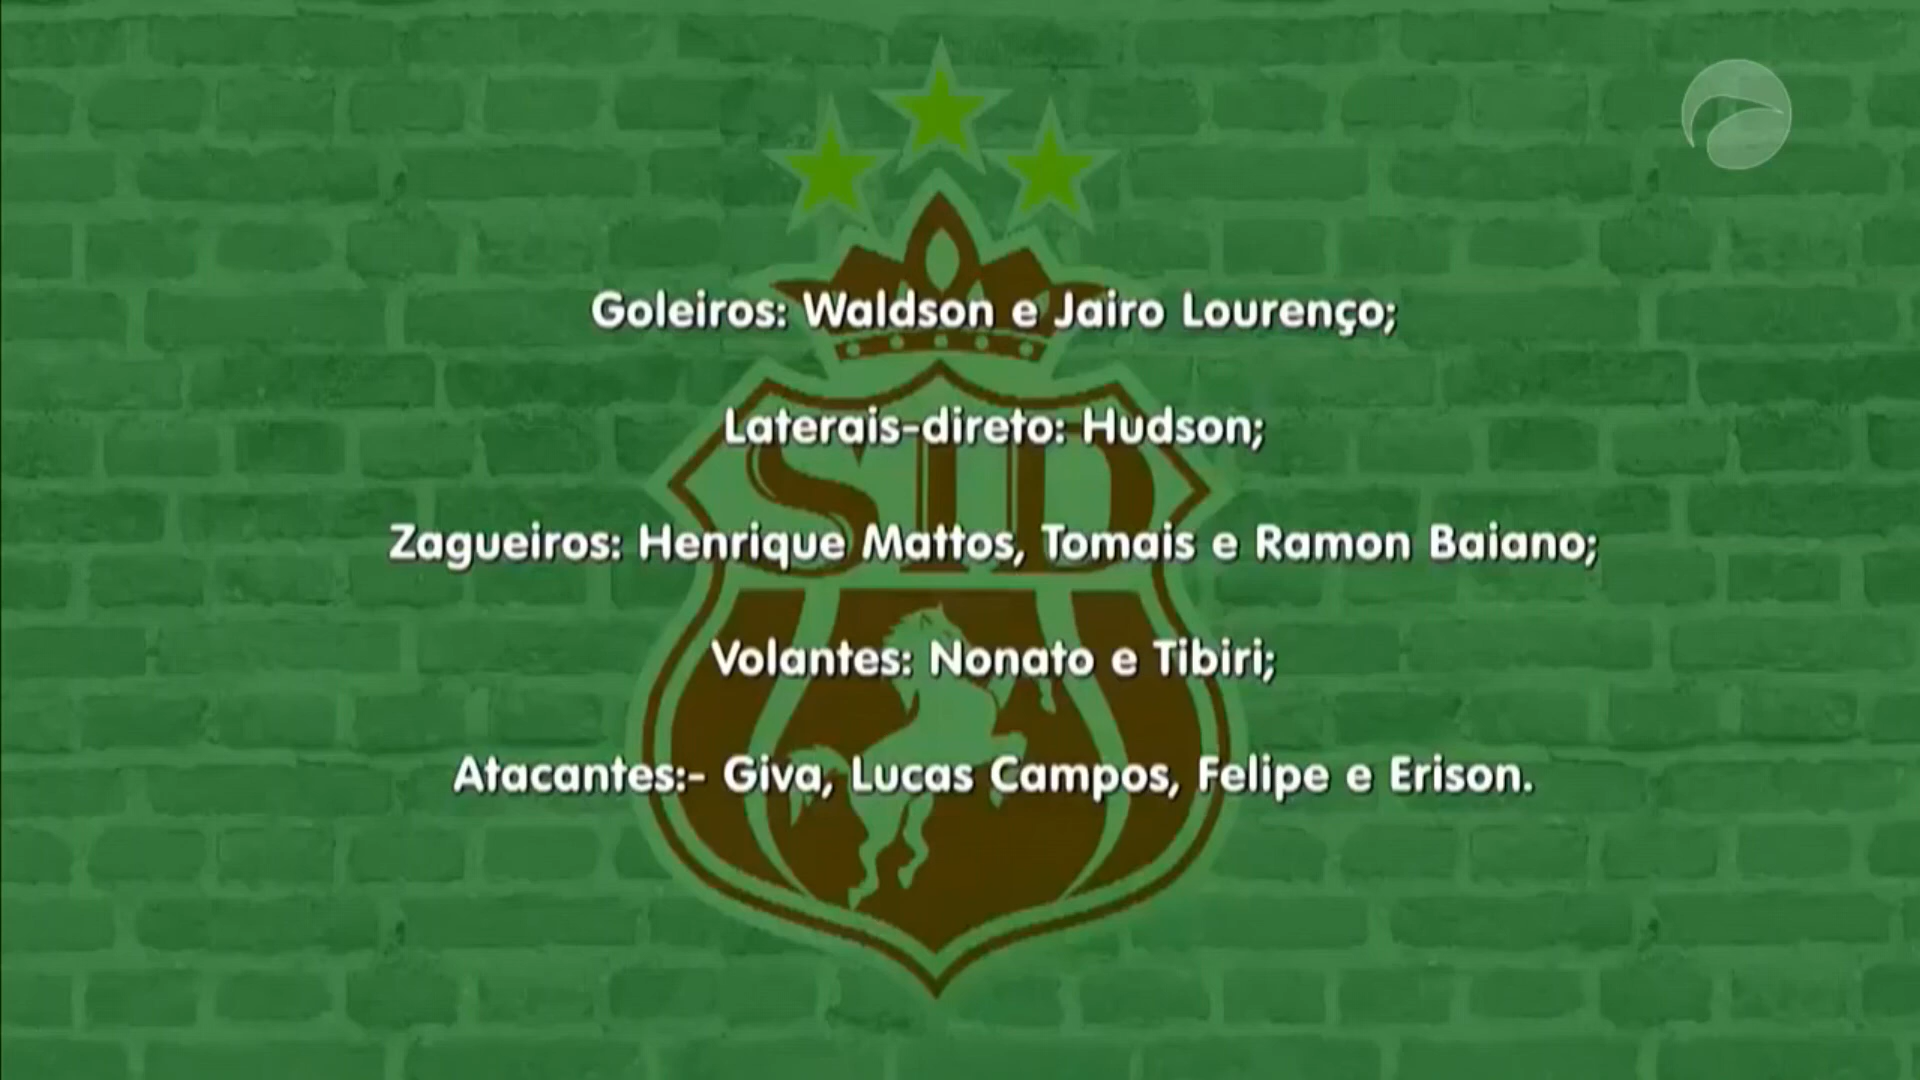 Goleiros: Waldson e Jairo Lourenço;
Laterais-direto: Hudson;
SID
Zagueiros: Henrique Mattos, Tomais e Ramon Baiano;
Volantes: Nonato e Tibiri;
Atacantes:- Giva, Lucas Campos, Felipe e Erison.